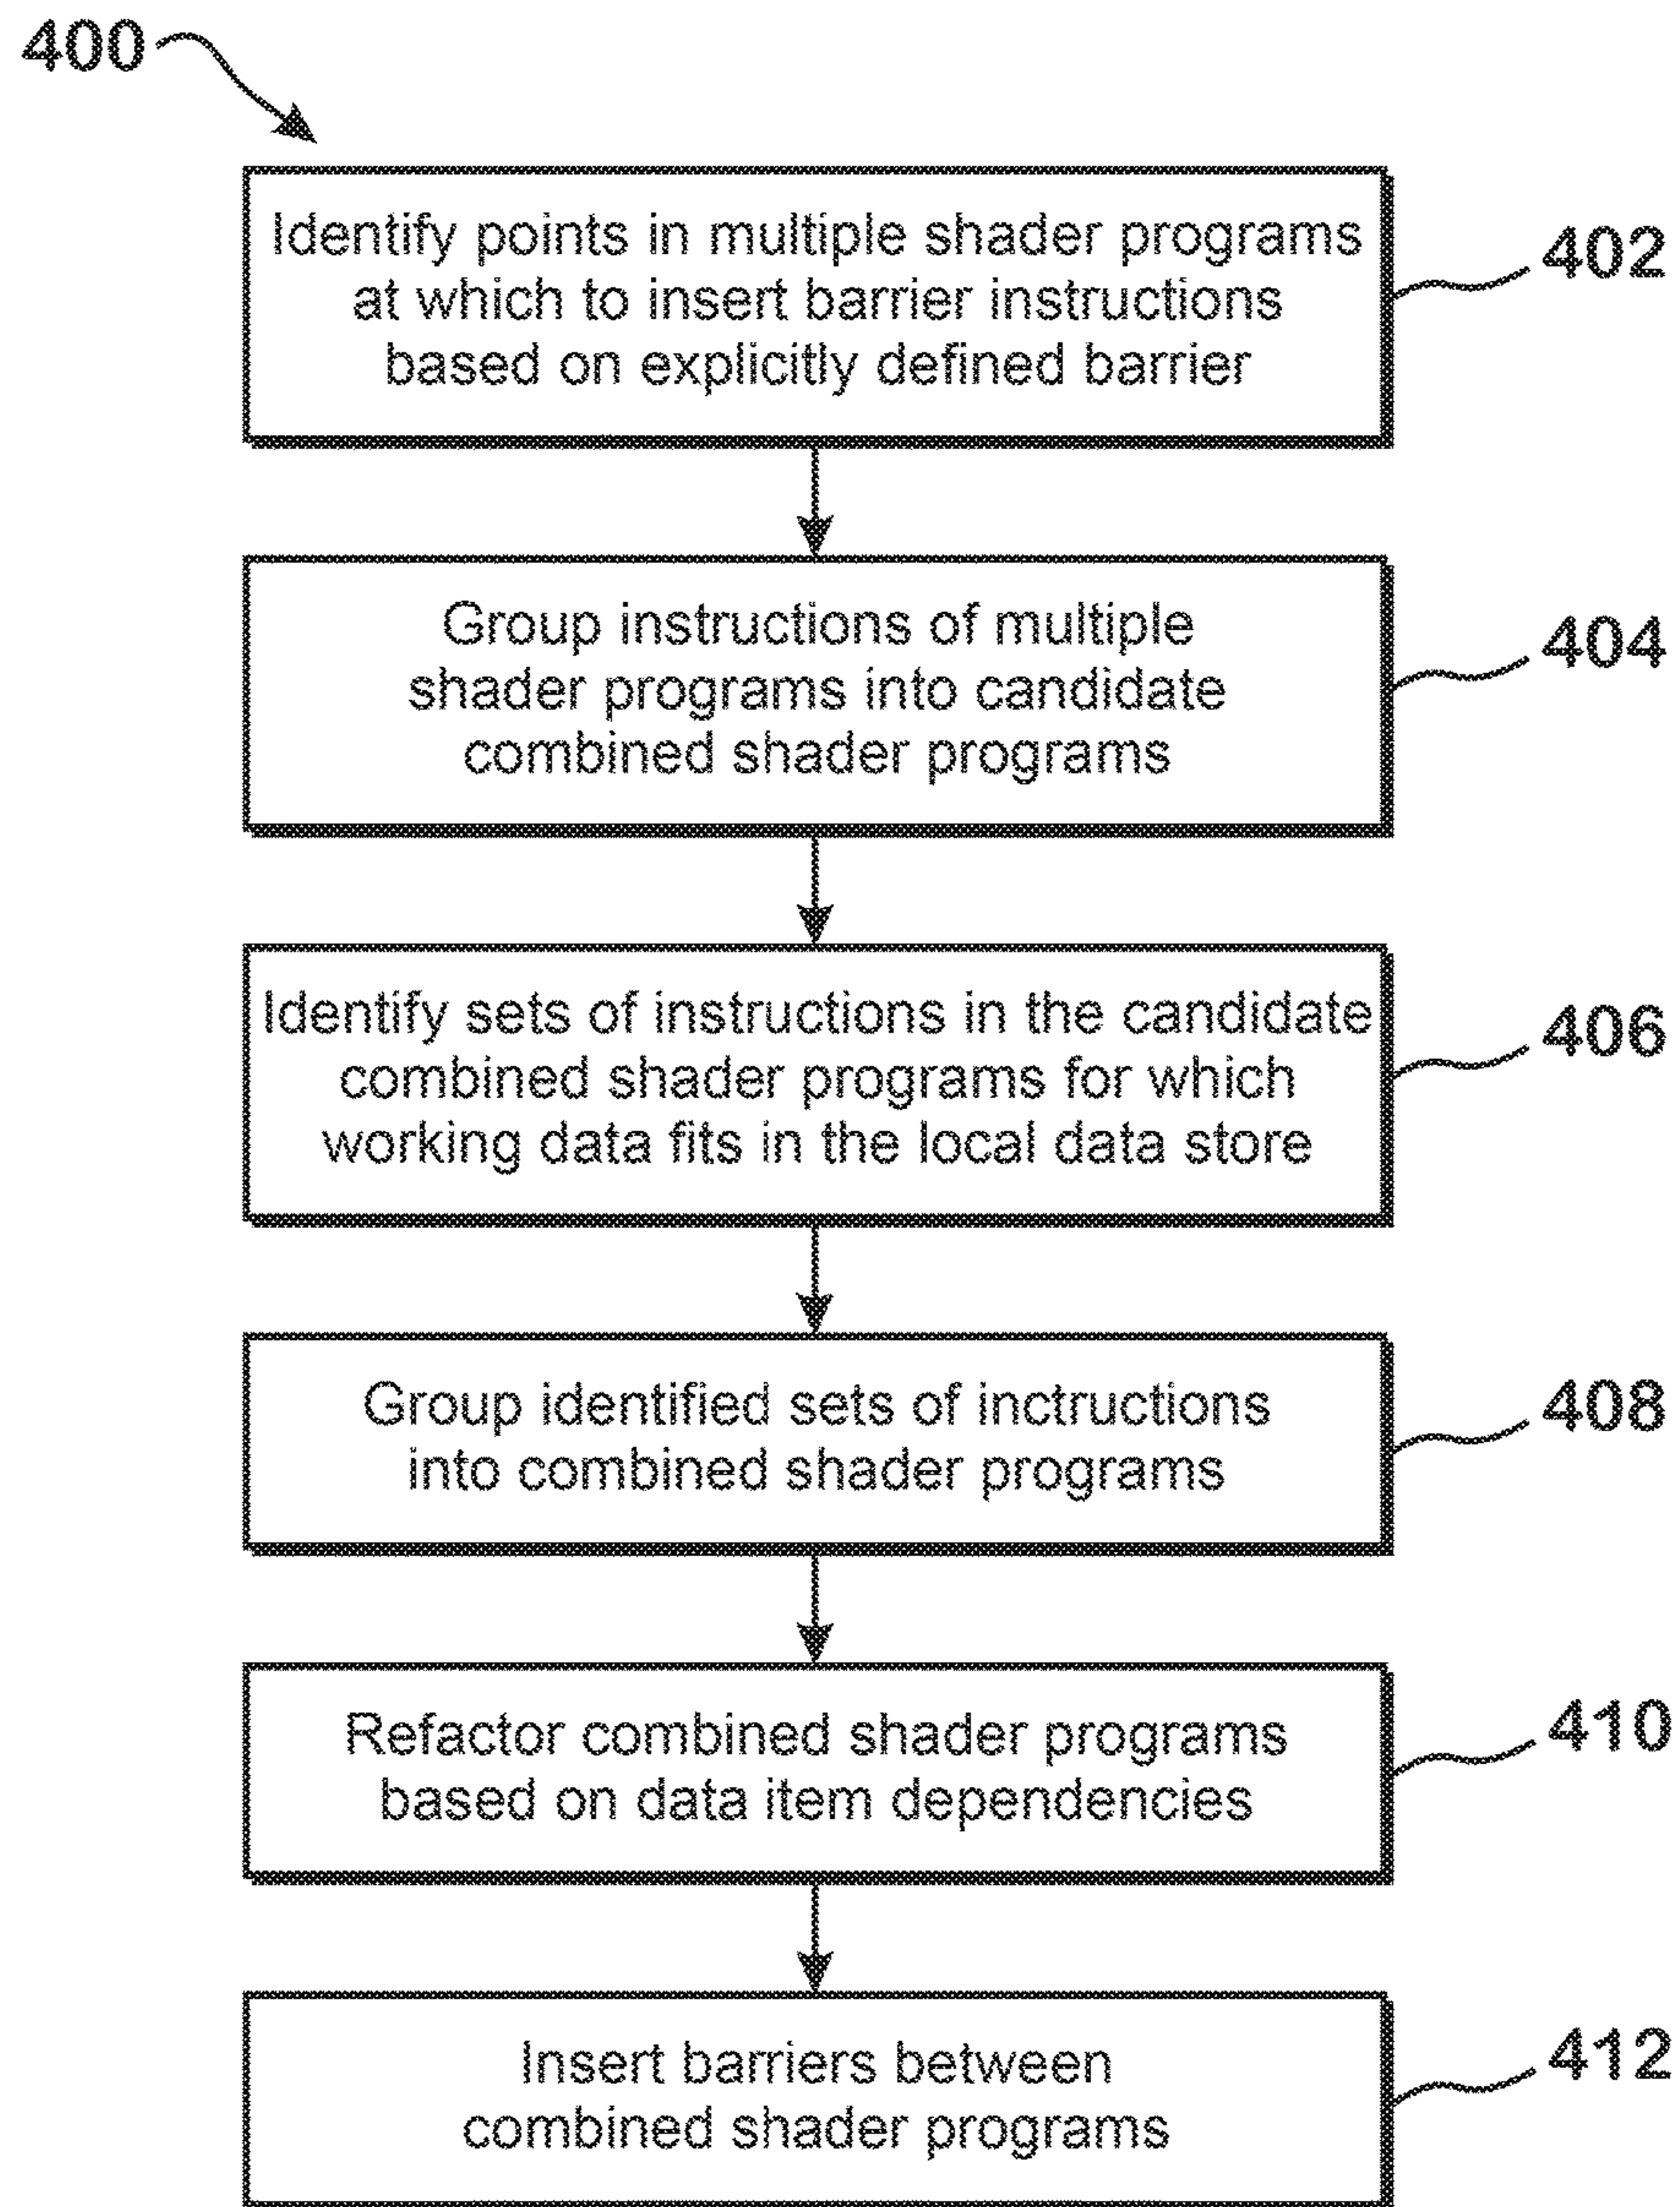 400
Identify points in multiple shader programs
at which to insert barrier instructions
based on explicitly defined barrier
402
Group instructions of multiple
shader programs into candidate
combined shader programs
404
Identify sets of instructions in the candidate
combined shader programs for which
working data fits in the local data store
406
Group identified sets of inctructions
into combined shader programs
408
Refactor combined shader programs
based on data item dependencies
410
Insert barriers between
combined shader programs
412